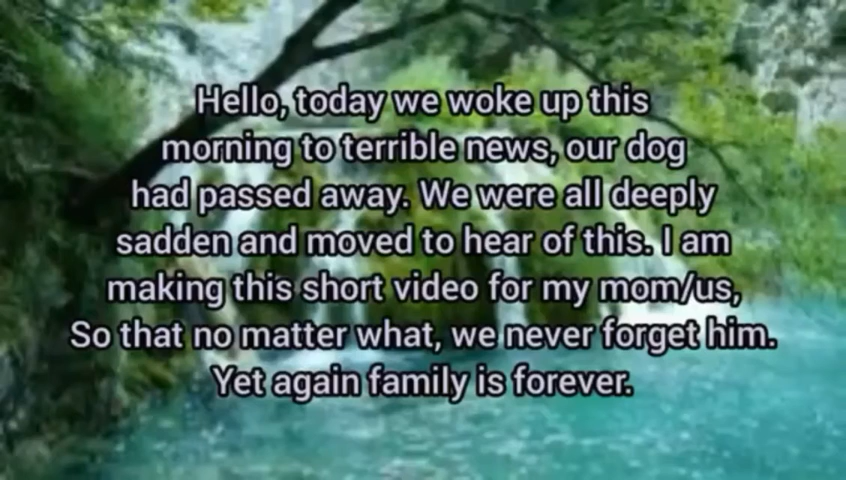 Hello, today we woke up this
morning to terrible news, our dog
had passed away. We were all deeply
sadden and moved to hear of this. I am
making this short video for my mom/us,
So that no matter what, we never forget him.
Yet again family is forever.